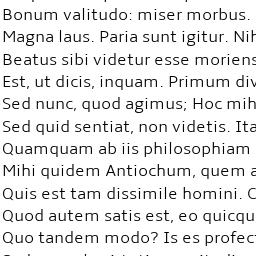 Bonum valitudo: miser morbus.
Magna laus. Paria sunt igitur. Nih
Beatus sibi videtur esse moriens
Est, ut dicis, inquam. Primum div
Sed nunc, quod agimus; Hoc mih
Sed quid sentiat, non videtis. Ita
Quamquam ab iis philosophiam
Mihi quidem Antiochum, quem a
Quis est tam dissimile homini. C
Quod autem satis est, eo quicqu
Quo tandem modo? Is es profect